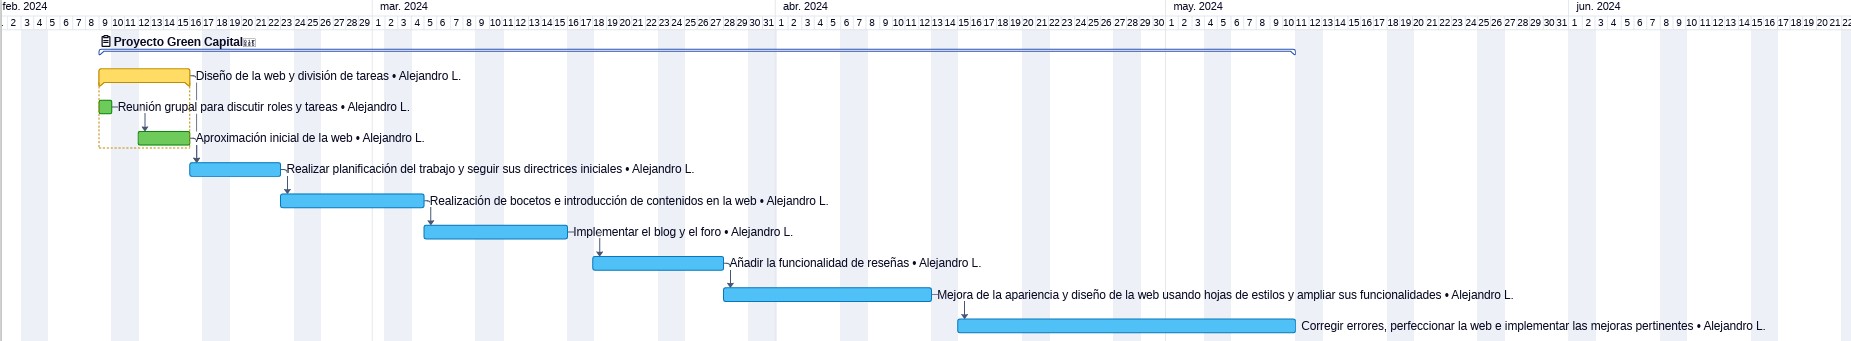 feb. 2024 mar. 2024 abr. 2024 may. 2024 jun. 2024
2 3 4 5 6 7 8 9 10 11 12 13 14 15 16 17 18 19 20 21 22 23 24 25 26 27 28 29 1 2 3 4 5 6 7 8 9 10 11 12 13 14 15 16 17 18 19 20 21 22 23 24 25 26 27 28 29 30 31 1 2 3 4 5 6 7 8 9 10 11 12 13 14 15 16 17 18 19 20 21 22 23 24 25 26 27 28 29 30 1 2 3 4 5 6 7 8 9 10 11 12 13 14 15 16 17 18 19 20 21 22 23 24 25 26 27 28 29 30 31 1 2 3 4 5 6 7 8 9 10 11 12 13 14 15 16 17 18 19 20 21 22
Proyecto Green Capital
Diseño de la web y división de tareas • Alejandro L.
Reunión grupal para discutir roles y tareas • Alejandro L.
Aproximación inicial de la web • Alejandro L.
Realizar planificación del trabajo y seguir sus directrices iniciales • Alejandro L.
Realización de bocetos e introducción de contenidos en la web • Alejandro L.
Implementar el blog y el foro • Alejandro L.
Añadir la funcionalidad de reseñas • Alejandro L.
Mejora de la apariencia y diseño de la web usando hojas de estilos y ampliar sus funcionalidades • Alejandro L.
Corregir errores, perfeccionar la web e implementar las mejoras pertinentes • Alejandro L.